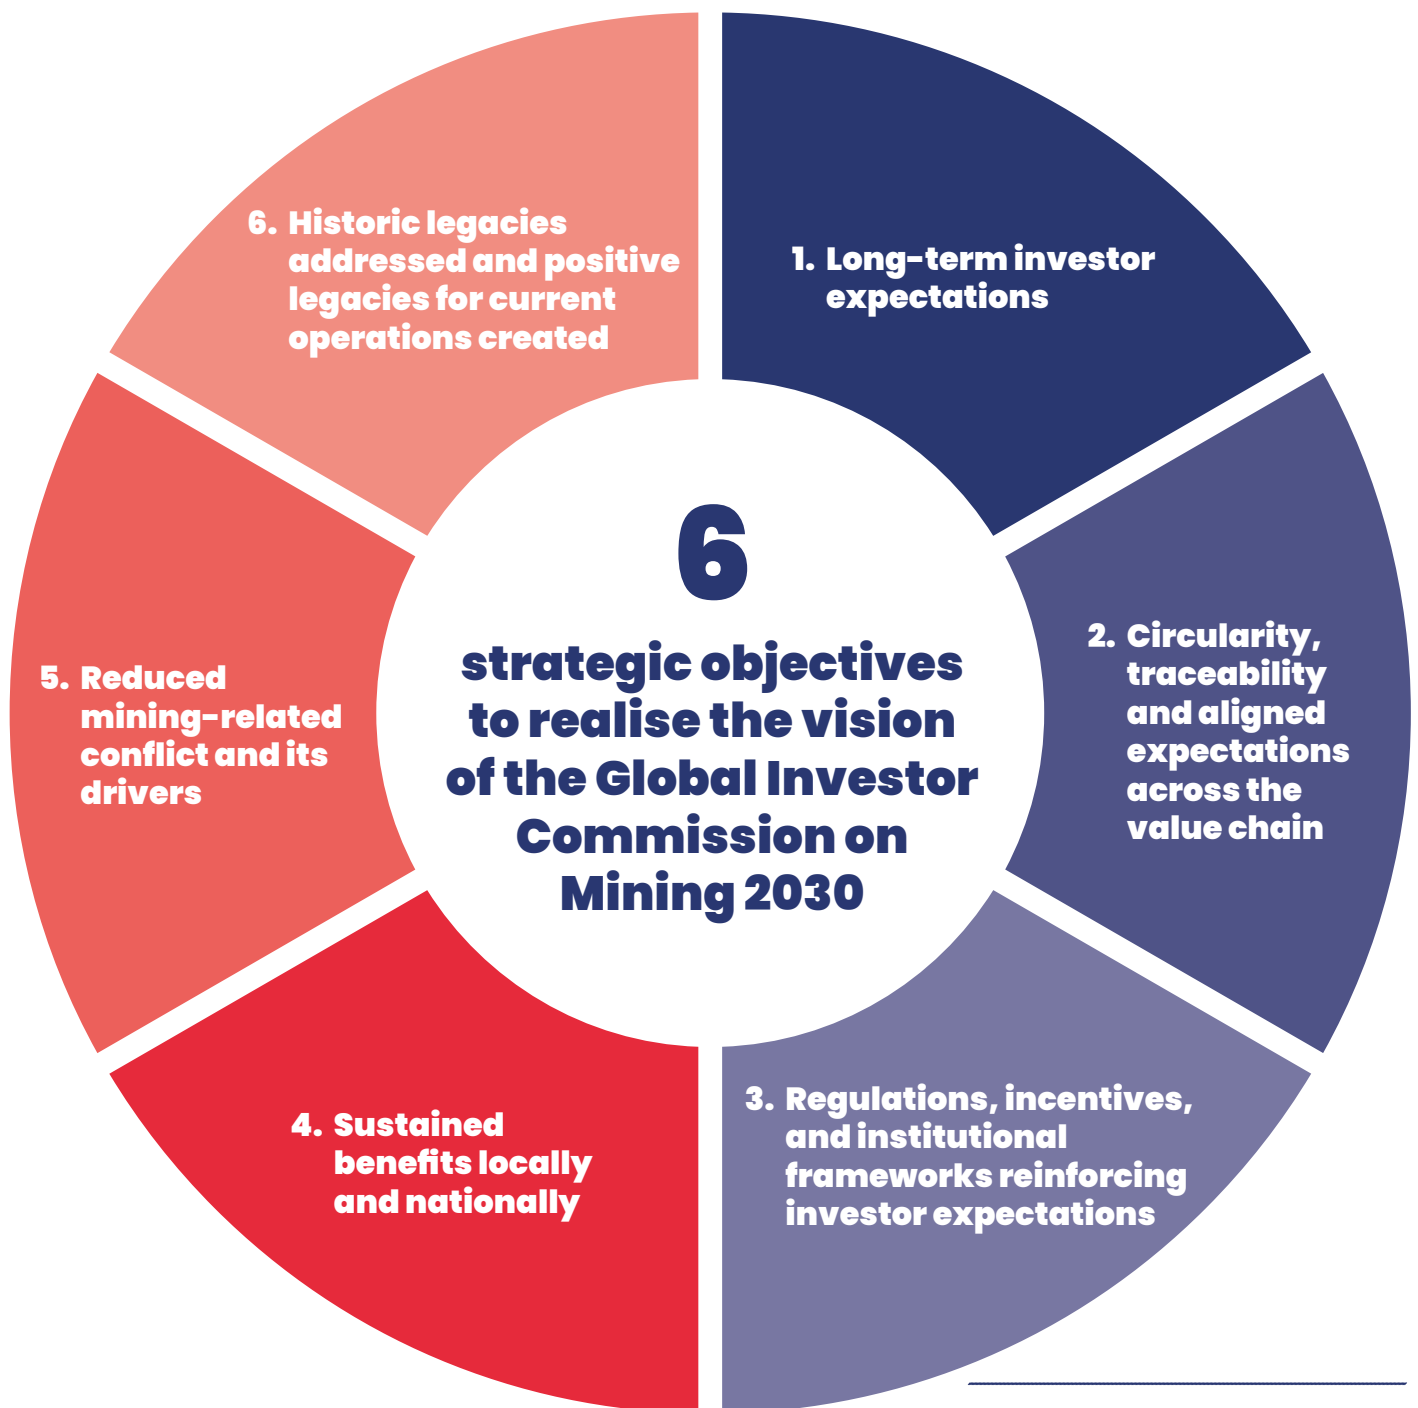 6
strategic objectives
to realise the vision
of the Global Investor
Commission on
Mining 2030
1. Long-term investor
expectations
2. Circularity,
traceability
and aligned
expectations
across the
value chain
3. Regulations, incentives,
and institutional
frameworks reinforcing
investor expectations
4. Sustained
benefits locally
and nationally
5. Reduced
mining-related
conflict and its
drivers
6. Historic legacies
addressed and positive
legacies for current
operations created